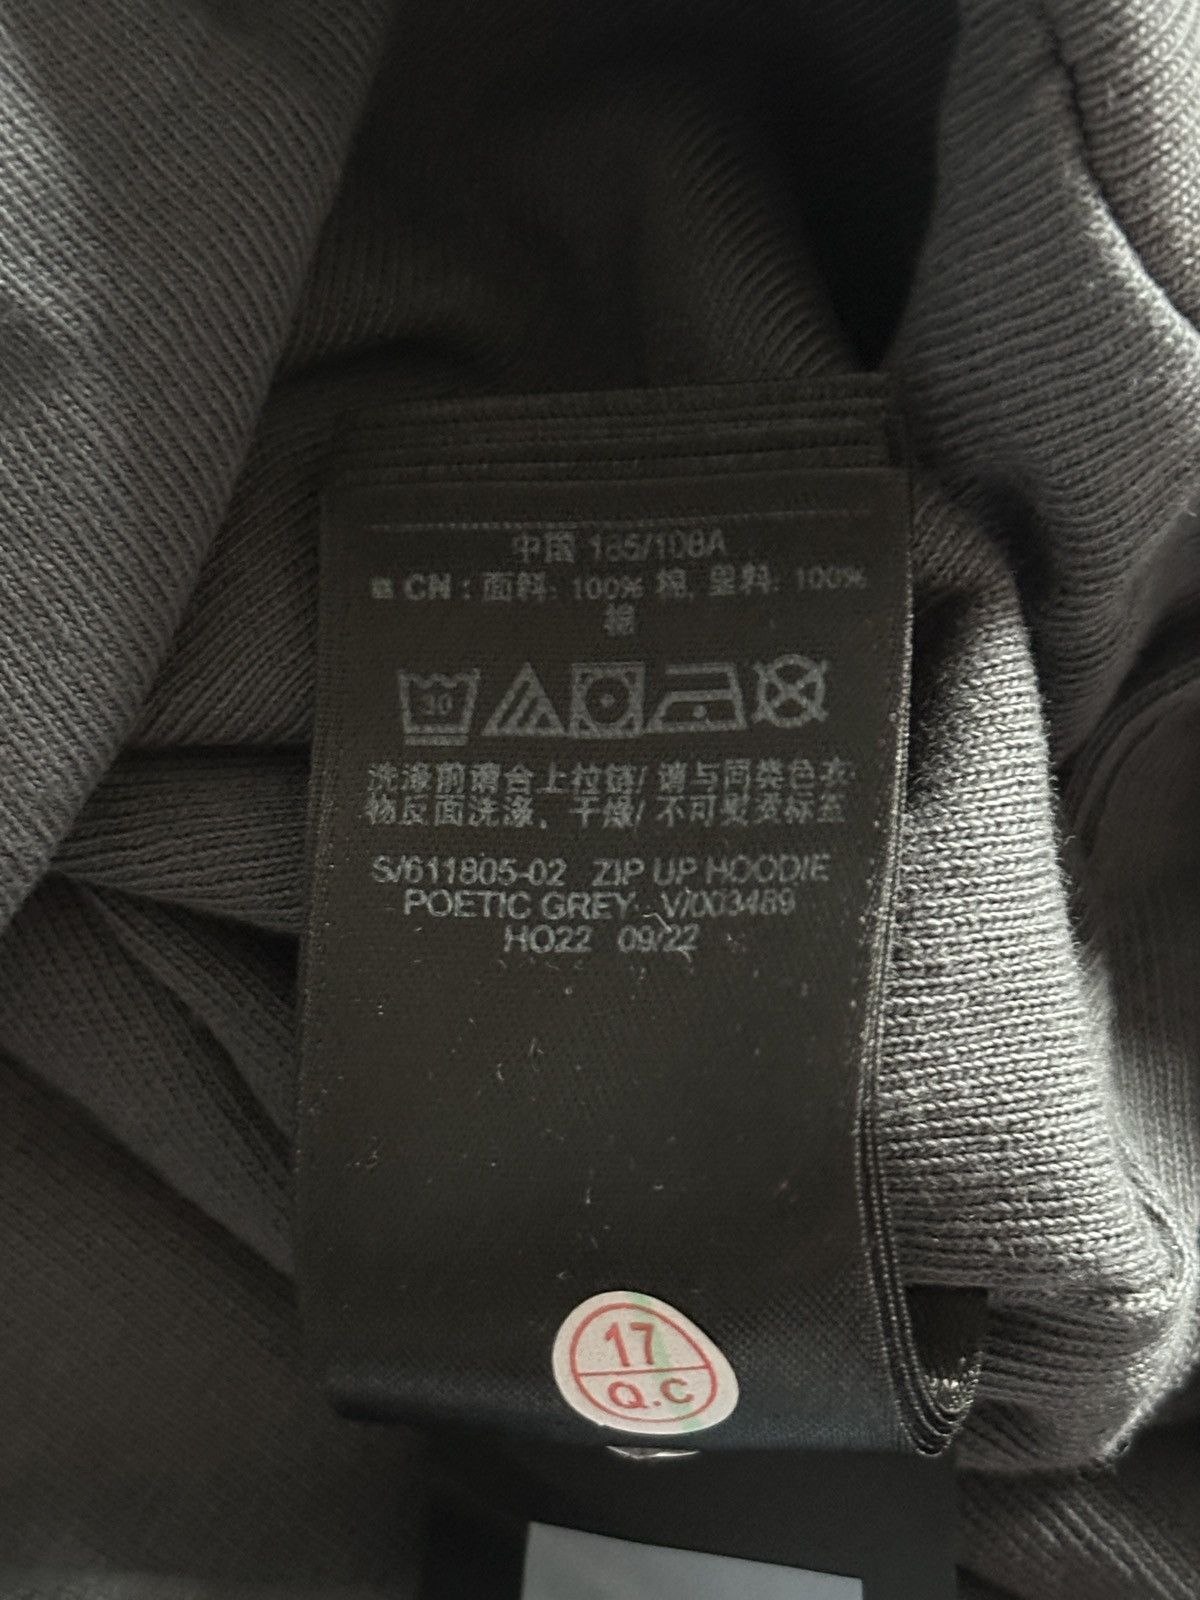 中国 185/108A
CN : 面料: 100% 棉, 里料: 100%
棉
30
洗涤前请合上拉链/ 请与同类色衣
物反面洗涤, 干燥/ 不可熨烫标签
S/611805-02 ZIP UP HOODIE
POETIC GREY V/003489
HO22 09/22
17
Q.C